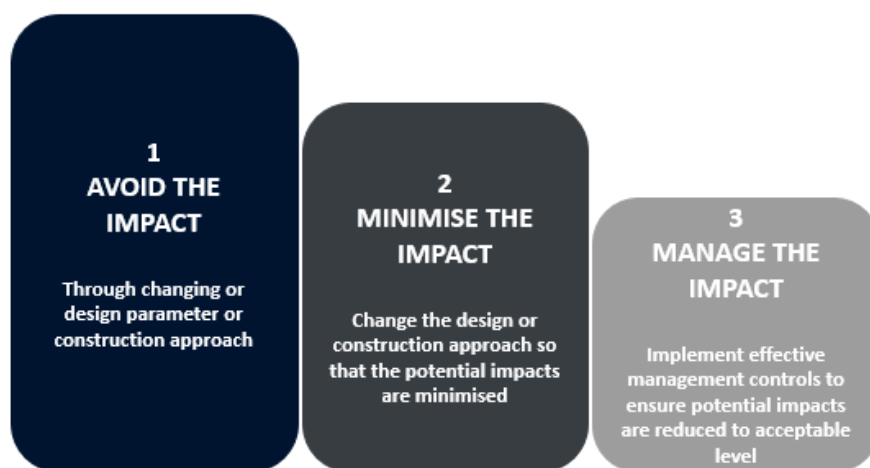 1
AVOID THE
IMPACT
Through changing or
design parameter or
construction approach
2
MINIMISE THE
IMPACT
Change the design or
construction approach so
that the potential impacts
are minimised
3
MANAGE THE
IMPACT
Implement effective
management controls to
ensure potential impacts
are reduced to acceptable
level